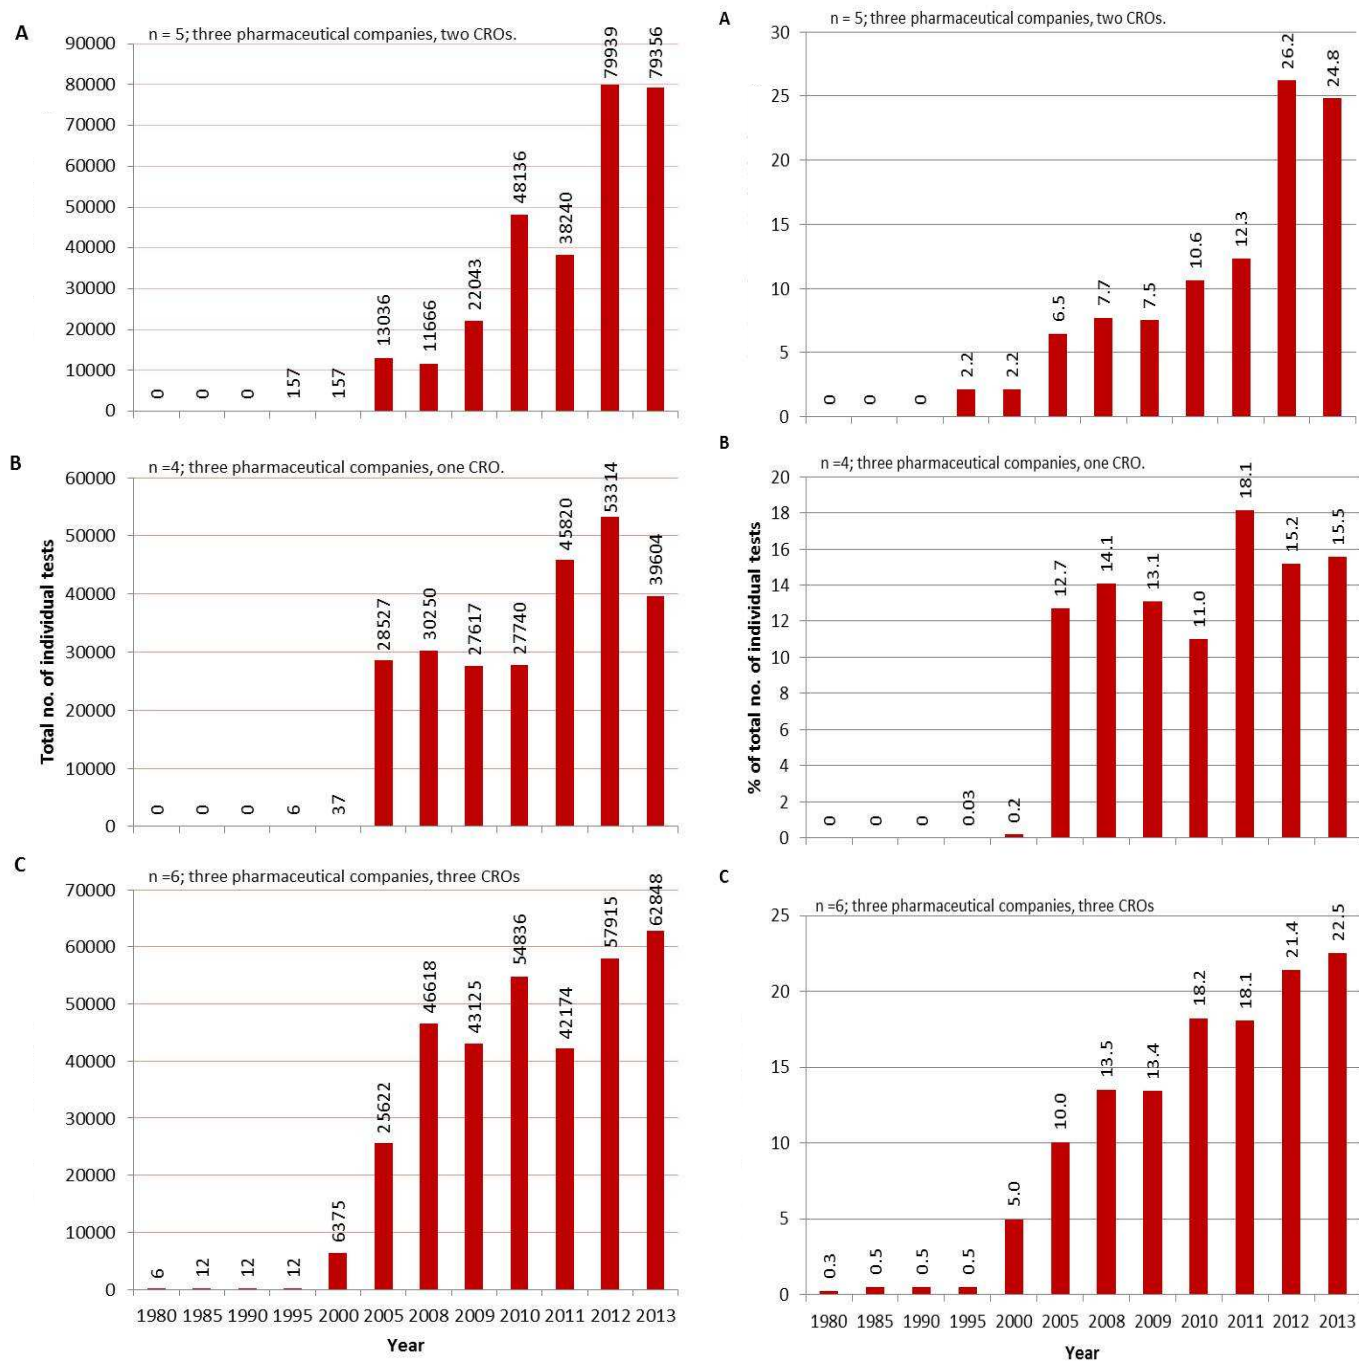 A
n = 5; three pharmaceutical companies, two CROs.
90000
80000
70000
60000
50000
40000
30000
20000
10000
0
0 0 0 157 157 13036 11666 22043 48136 38240 79939 79356
B
n =4; three pharmaceutical companies, one CRO.
60000
50000
40000
30000
20000
10000
0
0 0 0 6 37 28527 30250 27617 27740 45820 53314 39604
Total no. of individual tests
C
n =6; three pharmaceutical companies, three CROs
70000
60000
50000
40000
30000
20000
10000
0
6 12 12 12 6375 25622 46618 43125 54836 42174 57915 62848
1980 1985 1990 1995 2000 2005 2008 2009 2010 2011 2012 2013
Year
A
n = 5; three pharmaceutical companies, two CROs.
30
25
20
15
10
5
0
0 0 0 2.2 2.2 6.5 7.7 7.5 10.6 12.3 26.2 24.8
B
n =4; three pharmaceutical companies, one CRO.
20
18
16
14
12
10
8
6
4
2
0
0 0 0 0.03 0.2 12.7 14.1 13.1 11.0 18.1 15.2 15.5
% of total no. of individual tests
C
n =6; three pharmaceutical companies, three CROs
25
20
15
10
5
0
0.3 0.5 0.5 0.5 5.0 10.0 13.5 13.4 18.2 18.1 21.4 22.5
1980 1985 1990 1995 2000 2005 2008 2009 2010 2011 2012 2013
Year